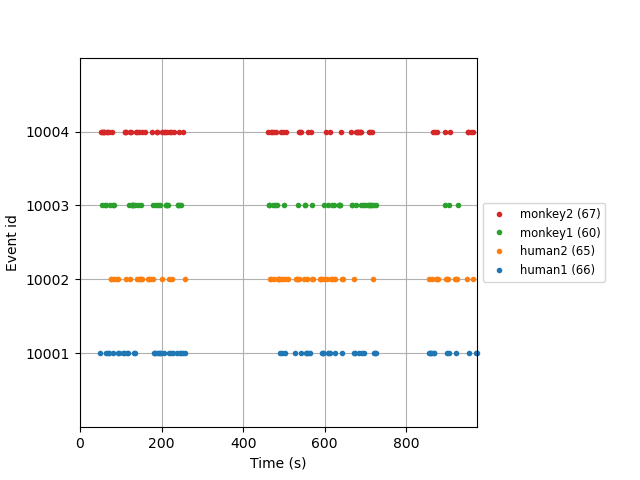 10004
10003
10002
10001
Event id
0 200 400 600 800
Time (s)
monkey2 (67)
monkey1 (60)
human2 (65)
human1 (66)